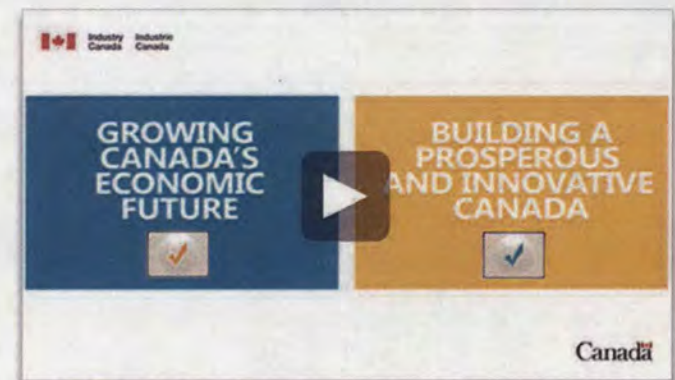 Industry Industrie
Canada Canada
GROWING
CANADA'S
ECONOMIC
FUTURE
BUILDING A
PROSPEROUS
AND INNOVATIVE
CANADA
Canada